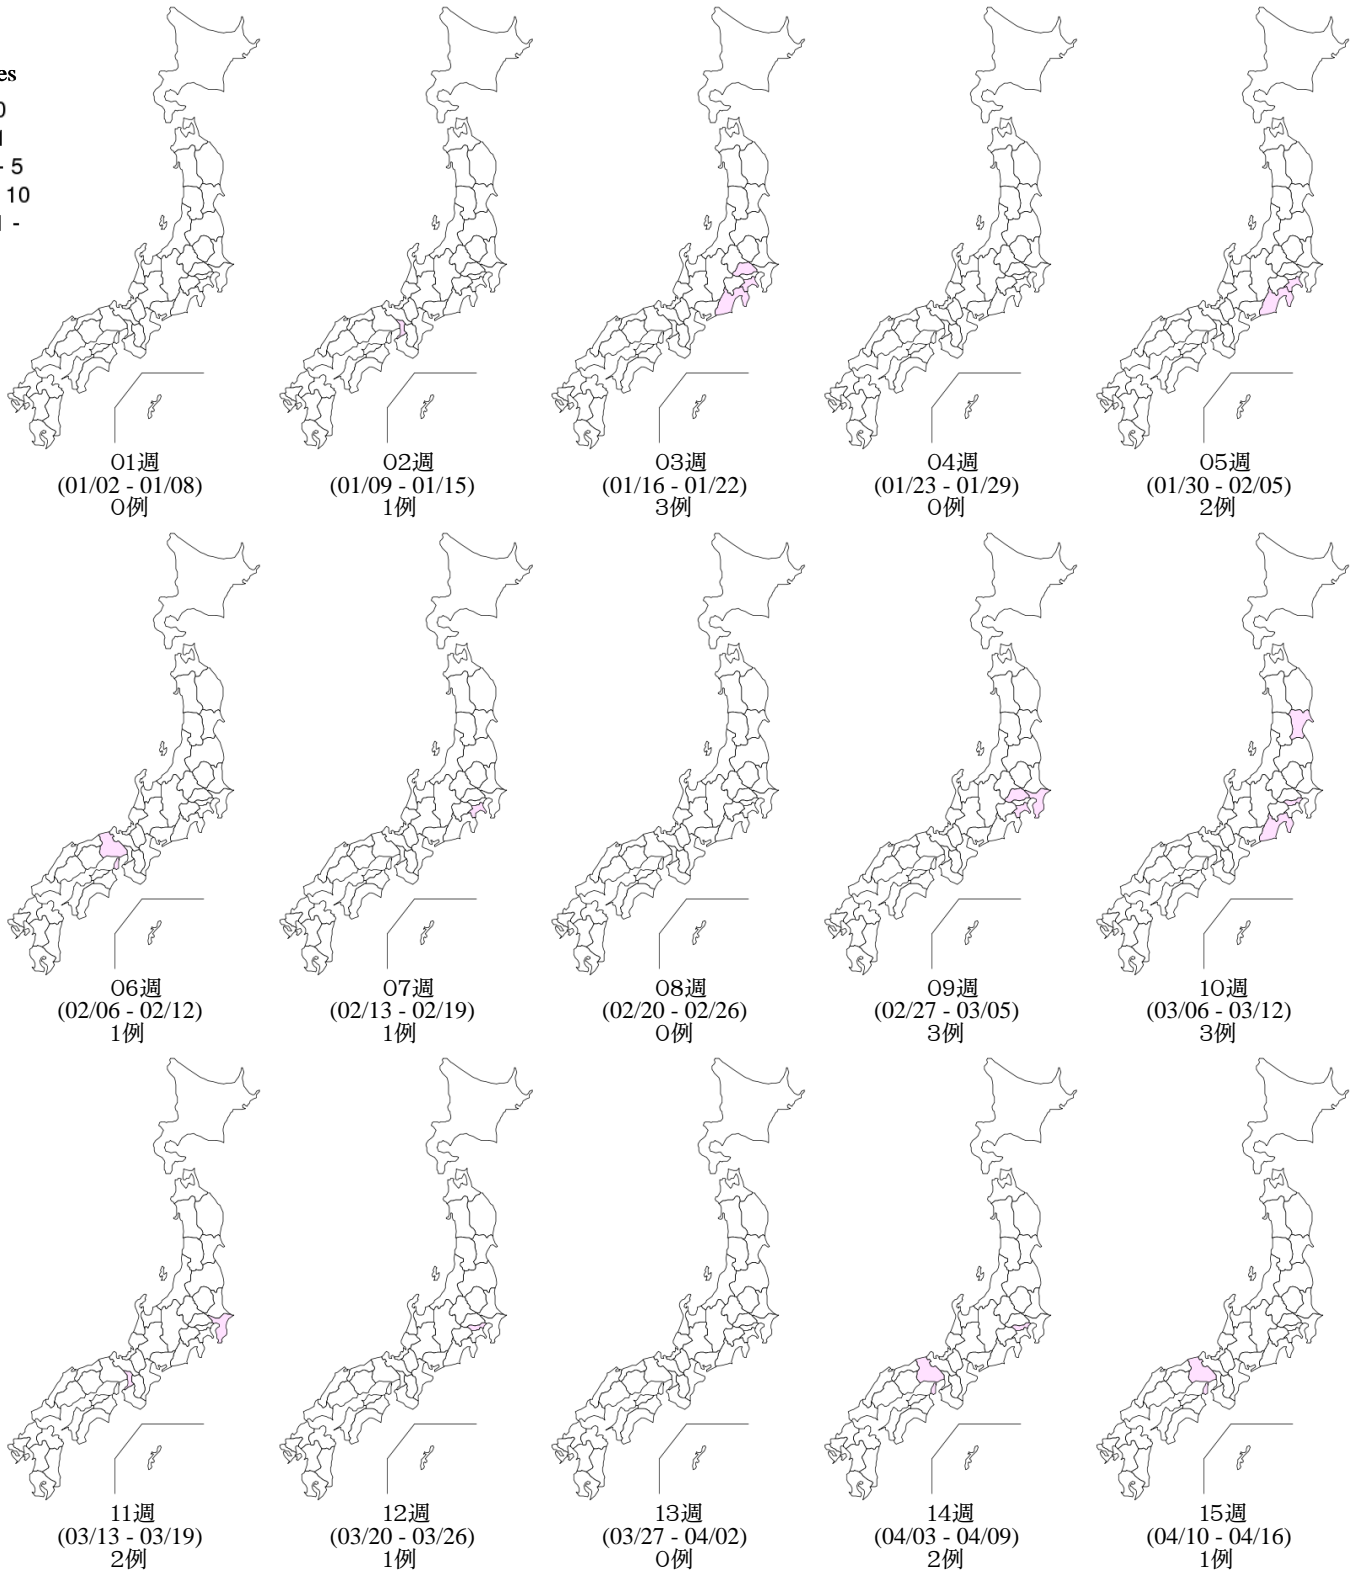 es
0
- 5
10
-
01週
(01/02 - 01/08)
0例
02週
(01/09 - 01/15)
1例
03週
(01/16 - 01/22)
3例
04週
(01/23 - 01/29)
0例
05週
(01/30 - 02/05)
2例
06週
(02/06 - 02/12)
1例
07週
(02/13 - 02/19)
1例
08週
(02/20 - 02/26)
0例
09週
(02/27 - 03/05)
3例
10週
(03/06 - 03/12)
3例
11週
(03/13 - 03/19)
2例
12週
(03/20 - 03/26)
1例
13週
(03/27 - 04/02)
0例
14週
(04/03 - 04/09)
2例
15週
(04/10 - 04/16)
1例